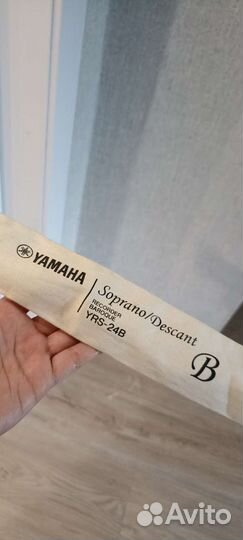 YAMAHA
Soprano/Descant
RECORDER
BAROQUE
YRS-24B
B
Avito